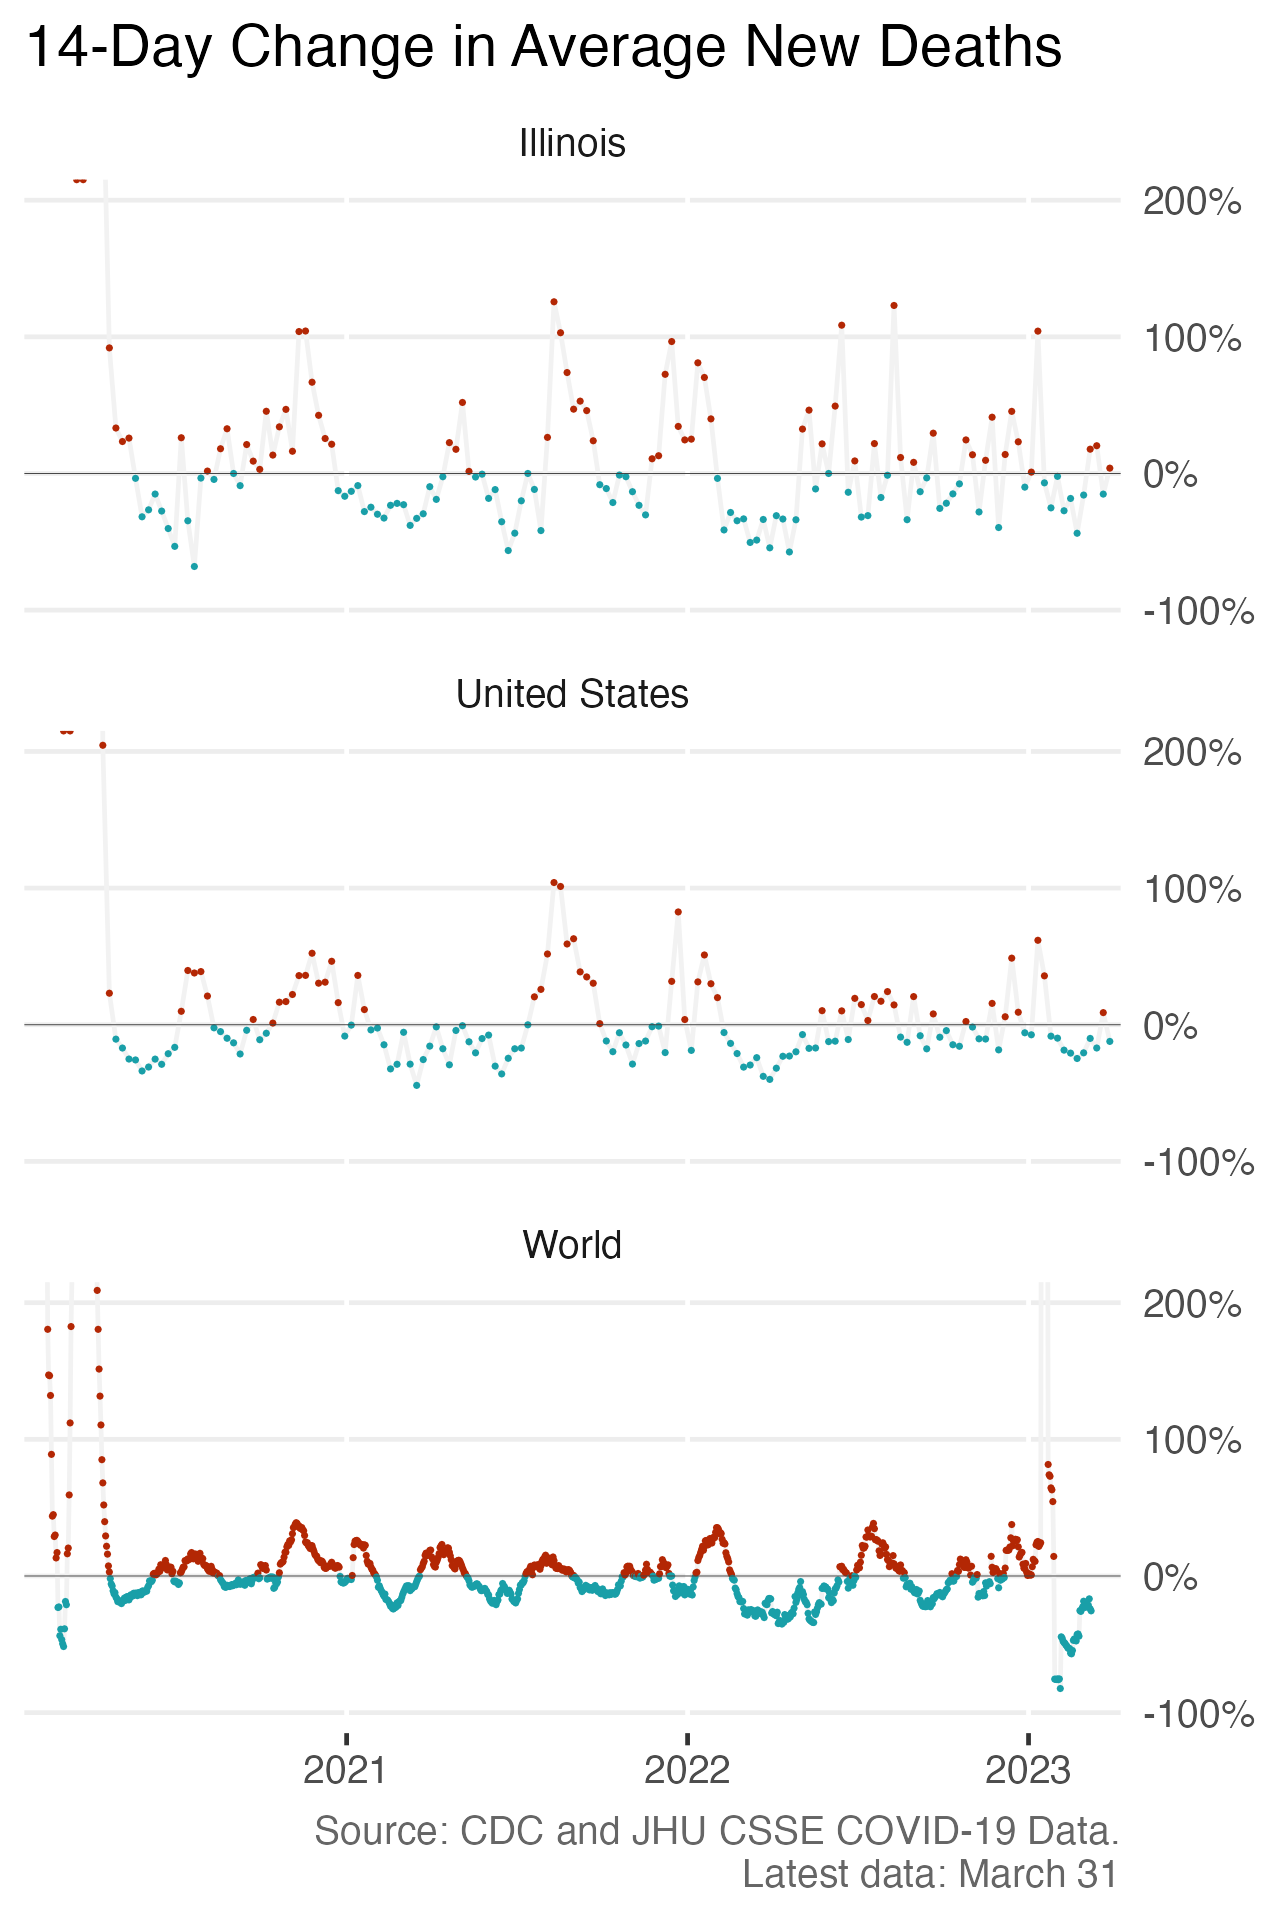 14-Day Change in Average New Deaths
Illinois
200%
100%
0%
-100%
United States
200%
100%
0%
-100%
World
200%
100%
0%
-100%
2021 2022 2023
Source: CDC and JHU CSSE COVID-19 Data.
Latest data: March 31